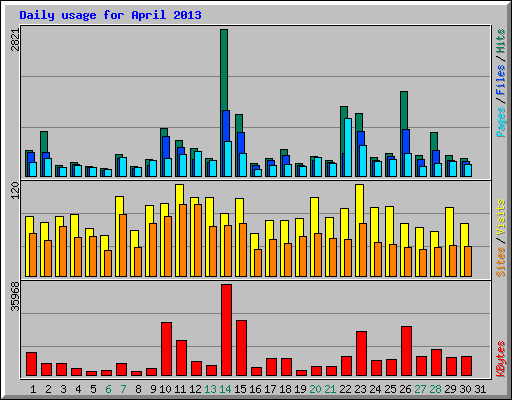 Daily usage for April 2013
2821
Pages / Files / Hits
120
Sites / Visits
35968
KBytes
1 2 3 4 5 6 7 8 9 10 11 12 13 14 15 16 17 18 19 20 21 22 23 24 25 26 27 28 29 30 31